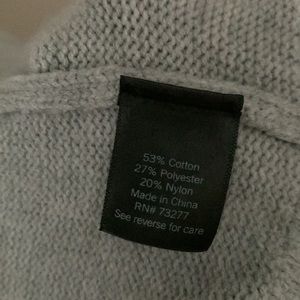 53% Cotton
27% Polyester
20% Nylon
Made in China
RN# 73277
See reverse for care